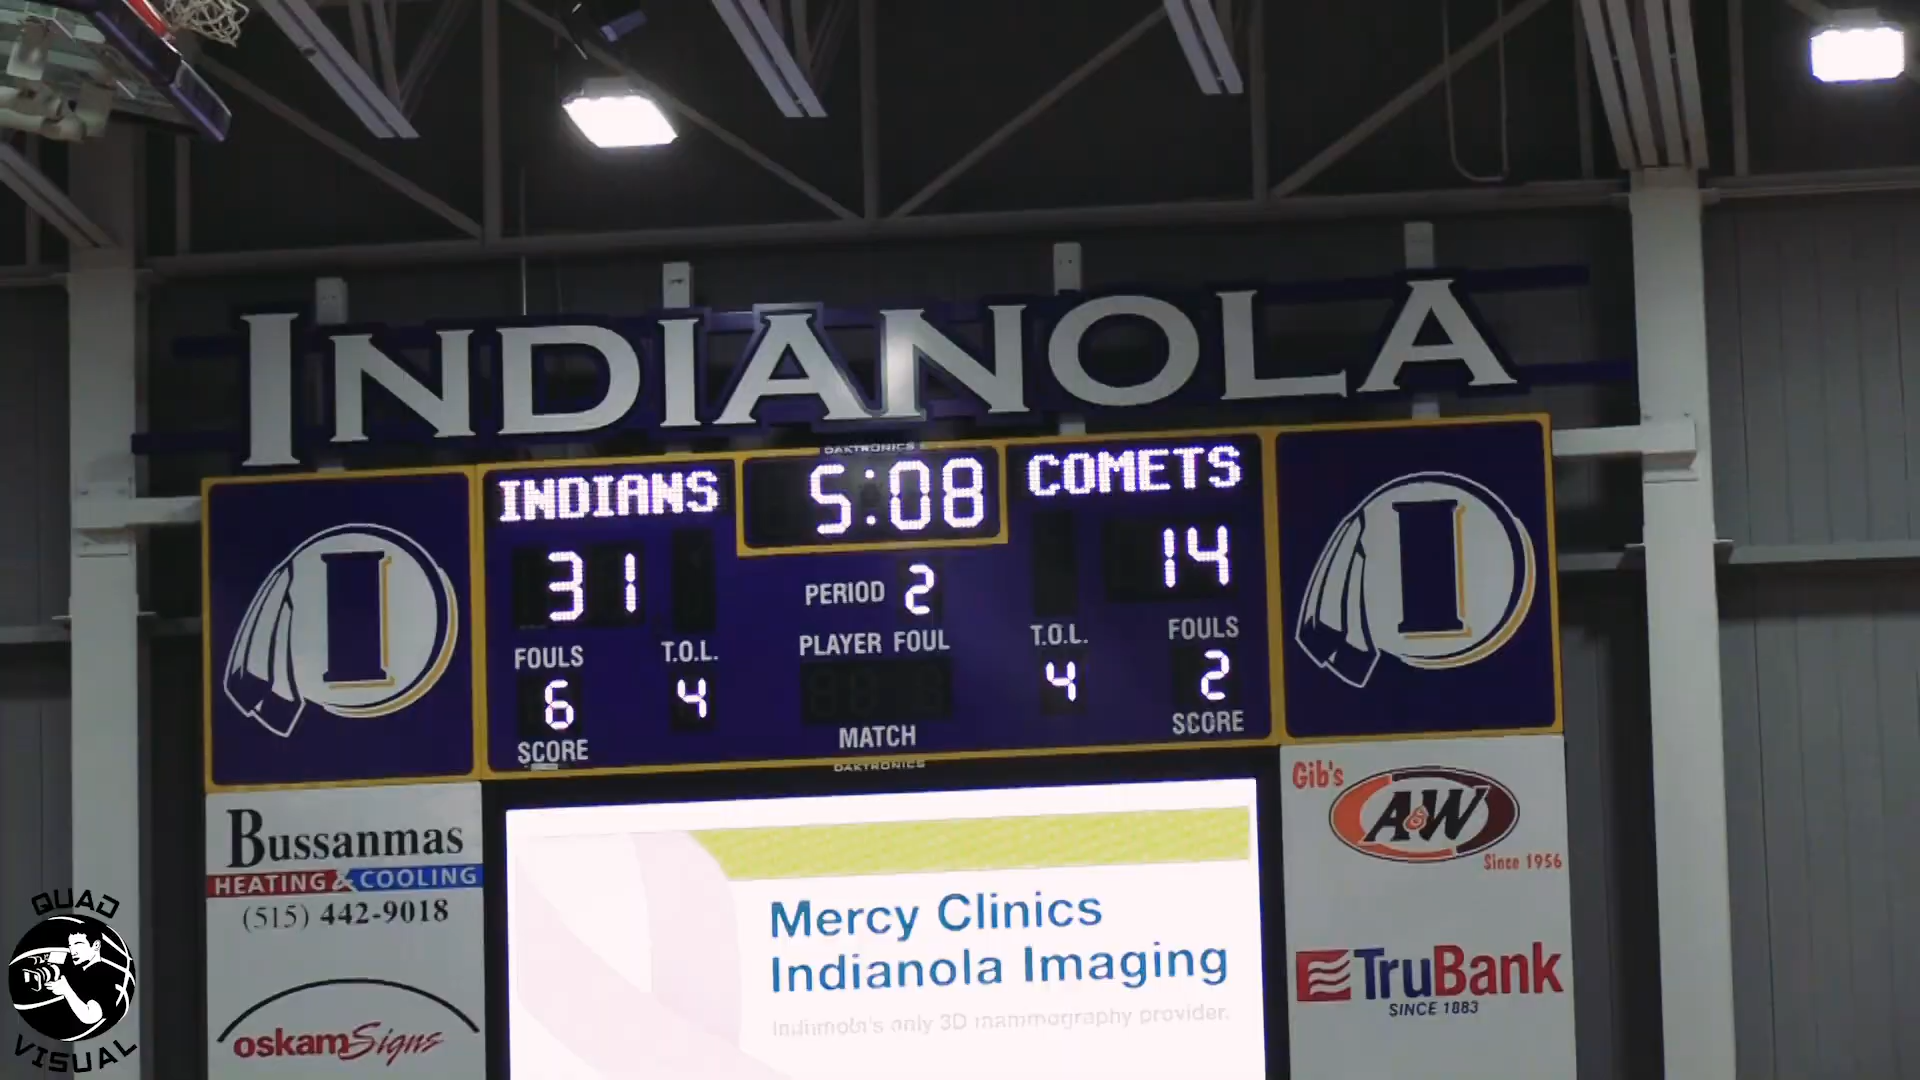 INDIANOLA
DAKTRONICS
INDIANS 5:08 COMETS
31 PERIOD 2 14
FOULS T.O.L. PLAYER FOUL T.O.L. FOULS
6 4 4 2
SCORE MATCH SCORE
DAKTRONICS
I
I
Bussanmas
HEATING & COOLING
(515) 442-9018
oskam Signs
Mercy Clinics
Indianola Imaging
Indianola's only 3D mammography provider.
Gib's
A&W
Since 1956
TruBank
SINCE 1883
QUAD
VISUAL